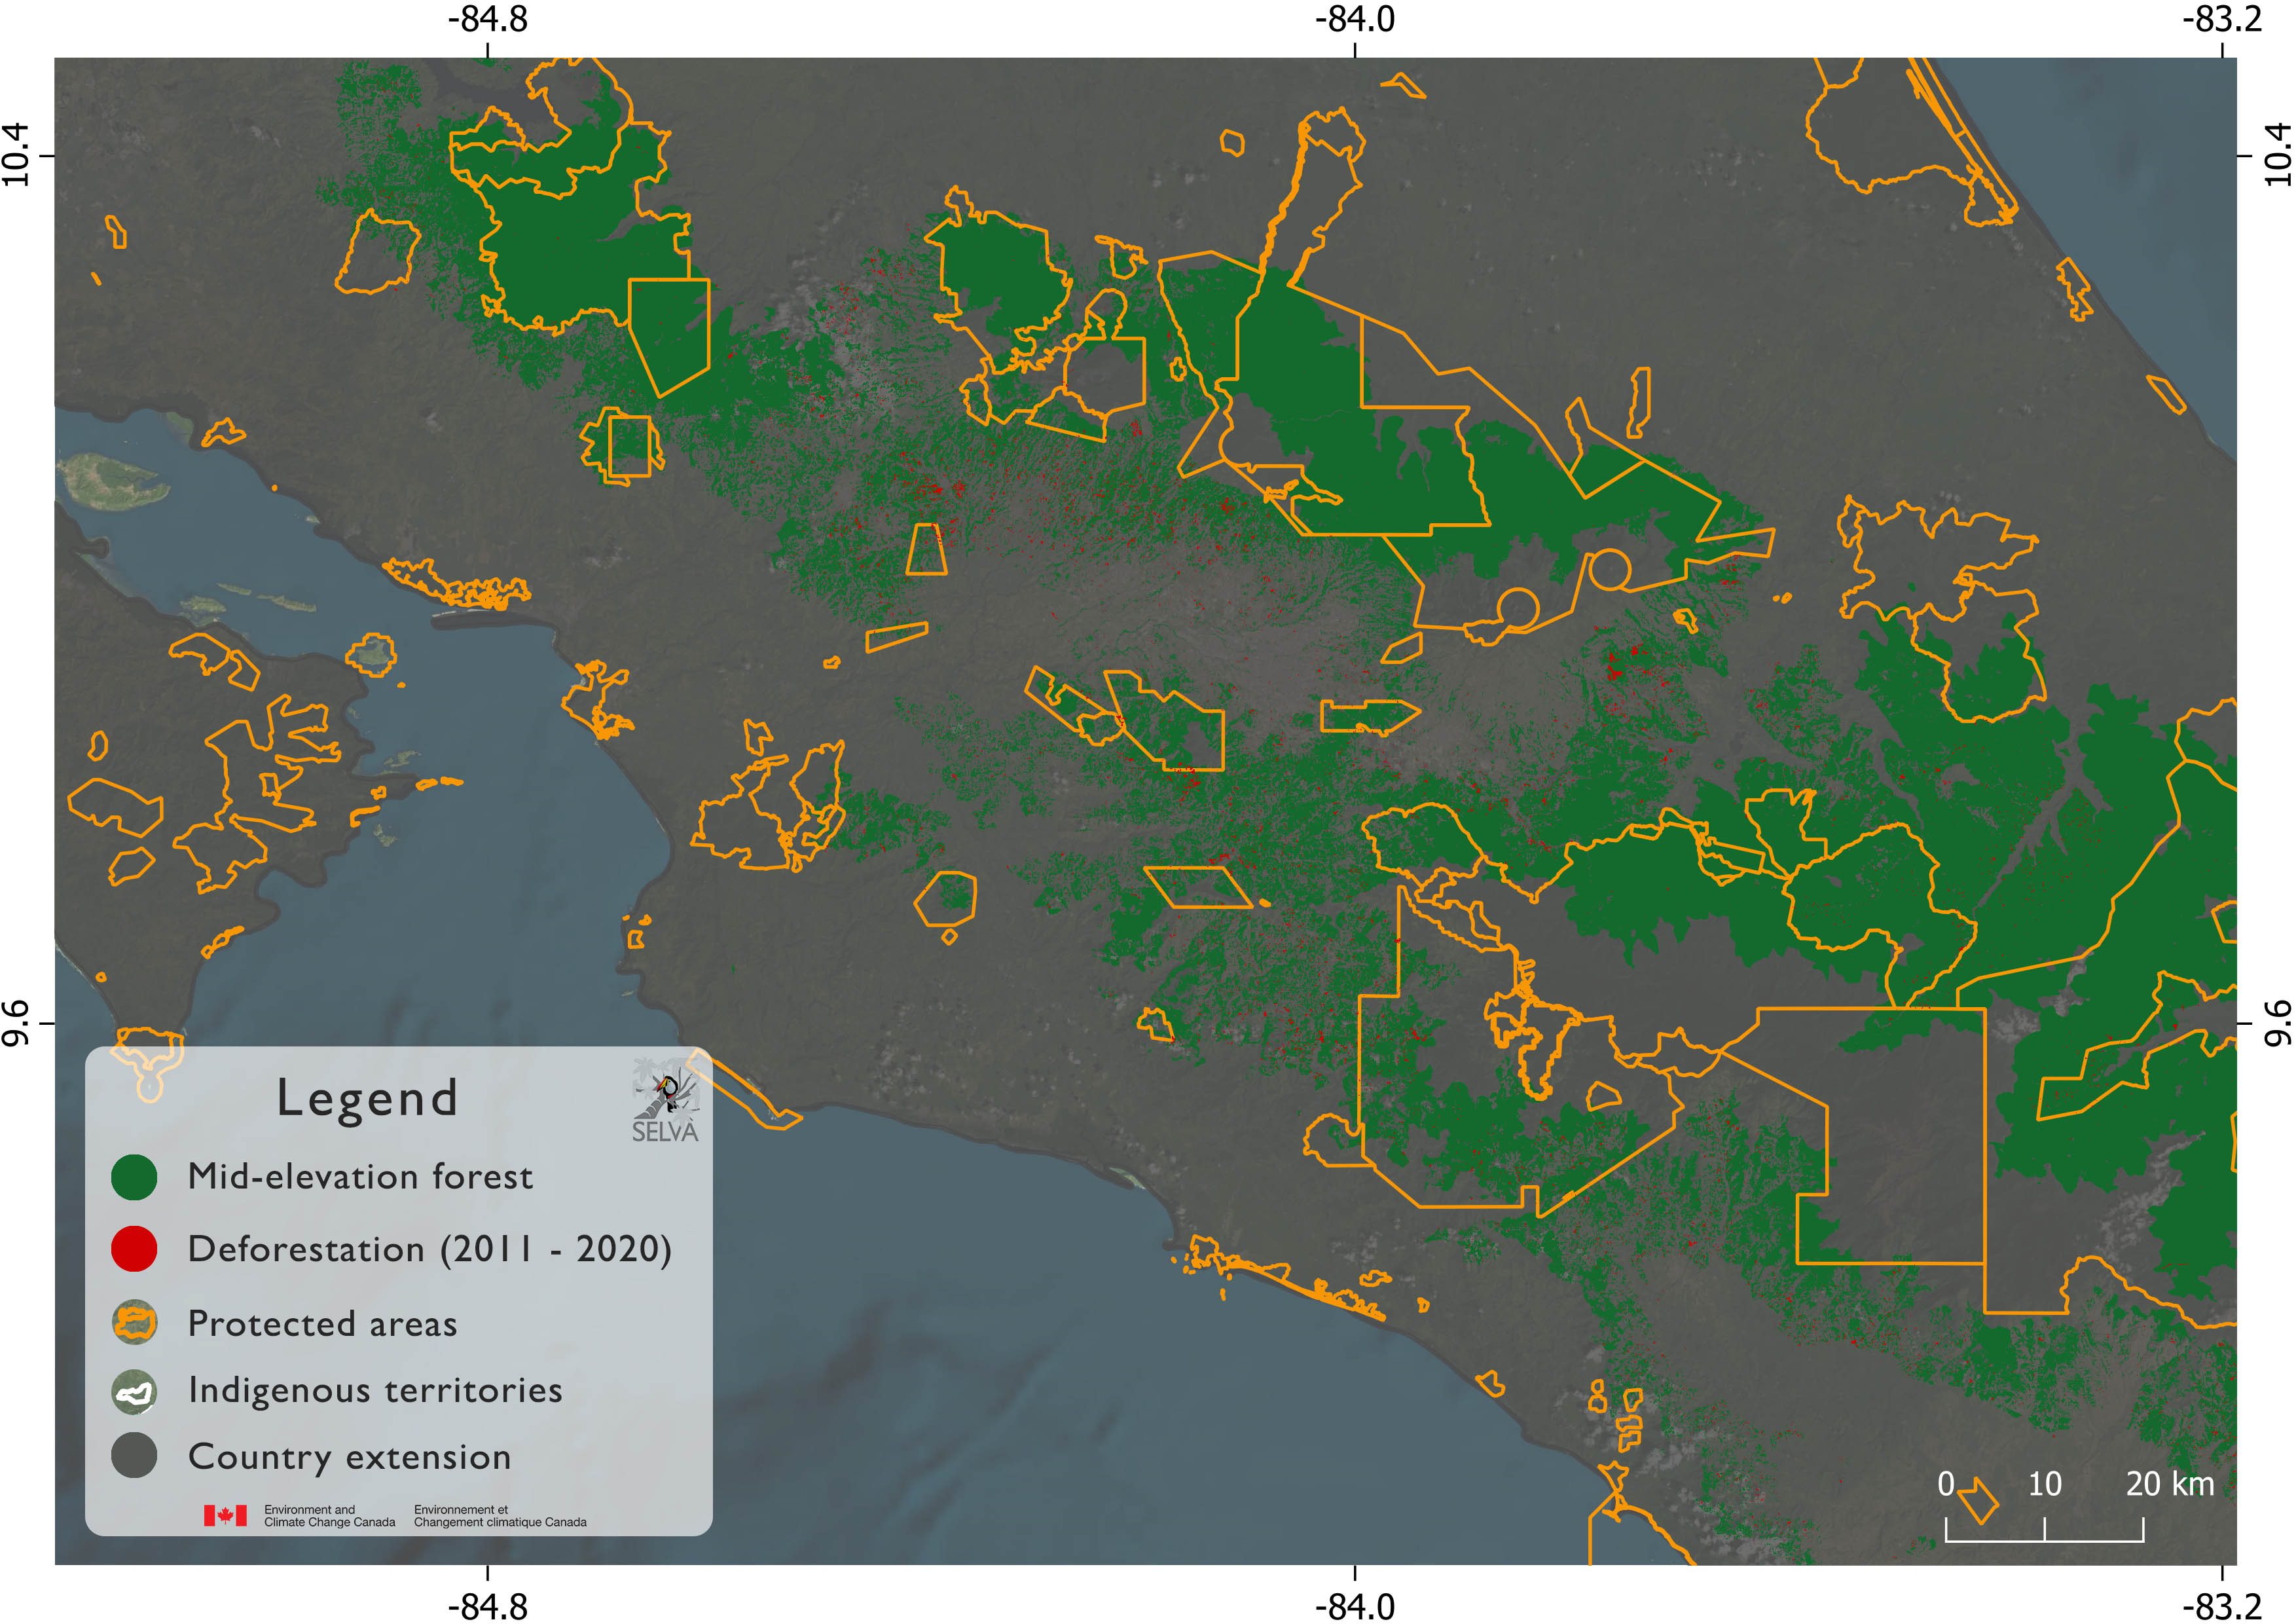 -84.8 -84.0 -83.2
10.4 10.4
9.6 9.6
Legend
SELVA
Mid-elevation forest
Deforestation (2011 - 2020)
Protected areas
Indigenous territories
Country extension
Environment and Environnement et
Climate Change Canada Changement climatique Canada
0 10 20 km
-84.8 -84.0 -83.2